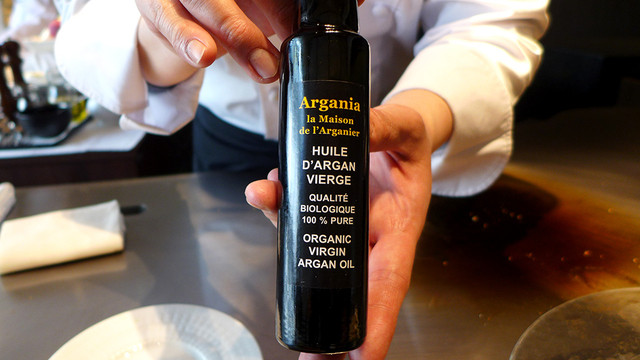 Argania
la Maison
de l'Arganier
HUILE
D'ARGAN
VIERGE
QUALITÉ
BIOLOGIQUE
100 % PURE
ORGANIC
VIRGIN
ARGAN OIL